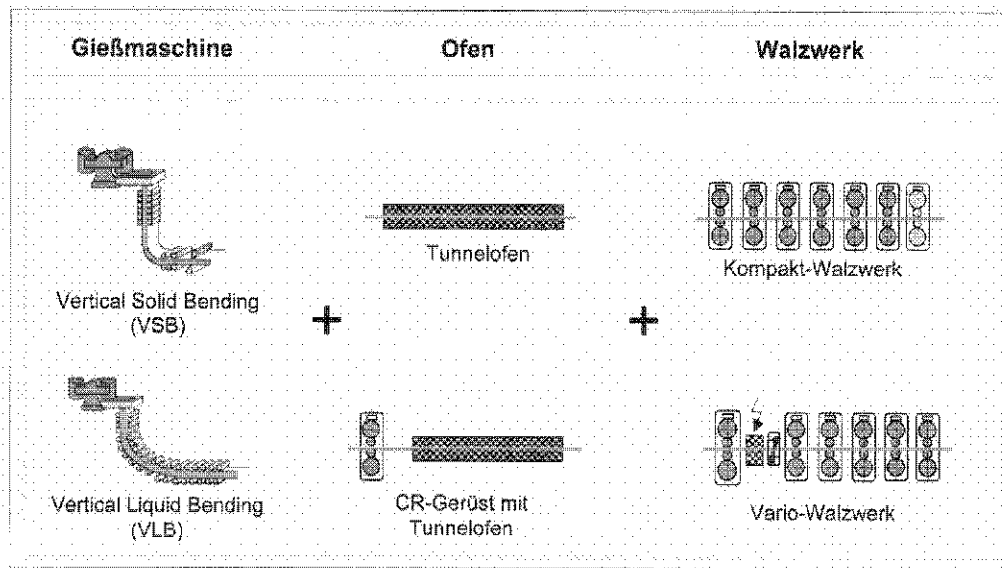 Gießmaschine
Ofen
Walzwerk
Vertical Solid Bending
(VSB)
Tunnelofen
Kompakt-Walzwerk
+
+
Vertical Liquid Bending
(VLB)
CR-Gerüst mit
Tunnelofen
Vario-Walzwerk